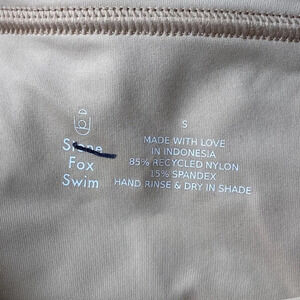 Stone
Fox
Swim
S
MADE WITH LOVE
IN INDONESIA
85% RECYCLED NYLON
15% SPANDEX
HAND RINSE & DRY IN SHADE